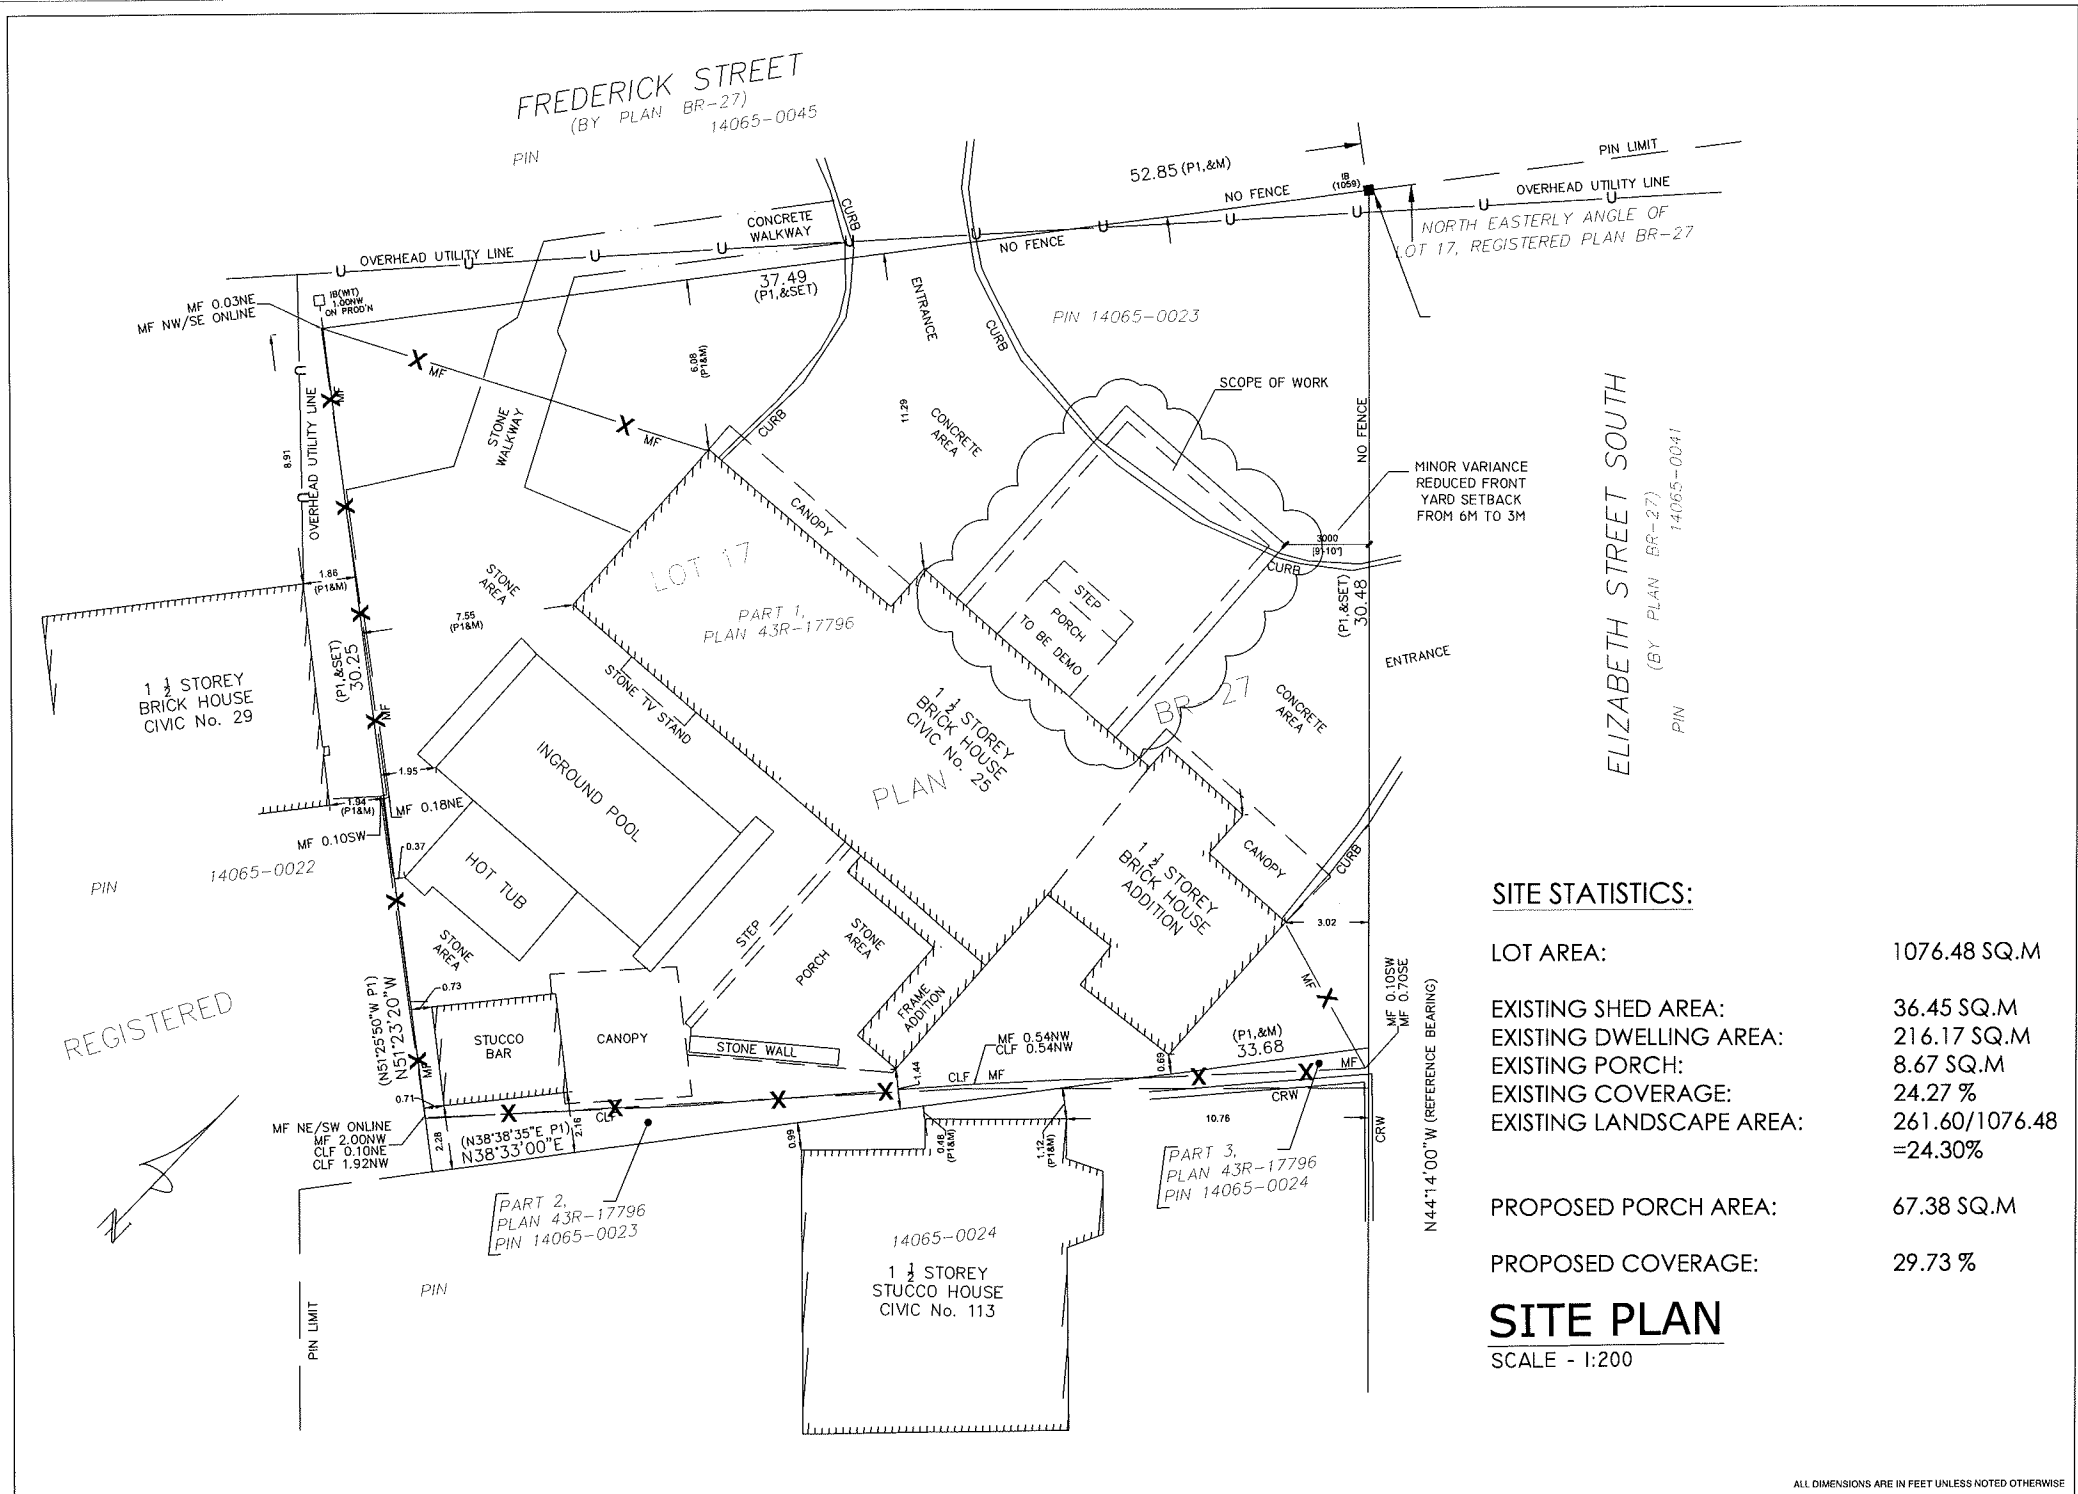 FREDERICK STREET
(BY PLAN BR-27)
14065-0045
PIN
52.85 (P1,&M)
PIN LIMIT
IB
(1059)
NO FENCE
OVERHEAD UTILITY LINE
U U U U U U U U U U U
CONCRETE
WALKWAY
CURB
NO FENCE
NORTH EASTERLY ANGLE OF
LOT 17, REGISTERED PLAN BR-27
OVERHEAD UTILITY LINE
37.49
(P1,&SET)
IB(WIT)
1.00NW
ON PROD'N
MF 0.03NE
MF NW/SE ONLINE
ENTRANCE
PIN 14065-0023
CURB
MF
MF
MF
6.08
(P1&M)
11.29
CONCRETE
AREA
SCOPE OF WORK
NO FENCE
STONE
WALKWAY
CURB
8.91
OVERHEAD UTILITY LINE
U
U
CANOPY
MINOR VARIANCE
REDUCED FRONT
YARD SETBACK
FROM 6M TO 3M
ELIZABETH STREET SOUTH
(BY PLAN BR-27)
14065-0041
PIN
3000
[9'-10"]
CURB
LOT 17
PART 1,
PLAN 43R-17796
STONE
AREA
1.86
(P1&M)
7.55
(P1&M)
STEP
PORCH
TO BE DEMO
(P1,&SET)
30.48
ENTRANCE
(P1,&SET)
30.25
1 1/2 STOREY
BRICK HOUSE
CIVIC No. 29
MF
STONE TV STAND
1 1/2 STOREY
BRICK HOUSE
CIVIC No. 25
BR-27
CONCRETE
AREA
INGROUND POOL
PLAN
1.95
1.94
(P1&M)
MF 0.18NE
MF 0.10SW
0.37
PIN
14065-0022
HOT TUB
1 1/2 STOREY
BRICK HOUSE
ADDITION
CANOPY
CURB
STONE
AREA
STEP
PORCH
STONE
AREA
FRAME
ADDITION
3.02
MF
MF 0.10SW
MF 0.70SE
REGISTERED
(N51°25'50"W P1)
N51°23'20"W
0.73
MF
STUCCO
BAR
CANOPY
STONE WALL
MF 0.54NW
CLF 0.54NW
(P1,&M)
33.68
0.69
1.44
CLF
MF
MF
CRW
CRW
10.76
0.71
CLF
MF NE/SW ONLINE
MF 2.00NW
CLF 0.10NE
CLF 1.92NW
2.28
(N38°38'35"E P1)
N38°33'00"E
2.16
0.99
0.48
(P1&M)
1.12
(P1&M)
PART 3,
PLAN 43R-17796
PIN 14065-0024
N44°14'00"W (REFERENCE BEARING)
PART 2,
PLAN 43R-17796
PIN 14065-0023
N
14065-0024
1 1/2 STOREY
STUCCO HOUSE
CIVIC No. 113
PIN
PIN LIMIT
SITE STATISTICS:
LOT AREA: 1076.48 SQ.M
EXISTING SHED AREA: 36.45 SQ.M
EXISTING DWELLING AREA: 216.17 SQ.M
EXISTING PORCH: 8.67 SQ.M
EXISTING COVERAGE: 24.27 %
EXISTING LANDSCAPE AREA: 261.60/1076.48
=24.30%
PROPOSED PORCH AREA: 67.38 SQ.M
PROPOSED COVERAGE: 29.73 %
SITE PLAN
SCALE - 1:200
ALL DIMENSIONS ARE IN FEET UNLESS NOTED OTHERWISE